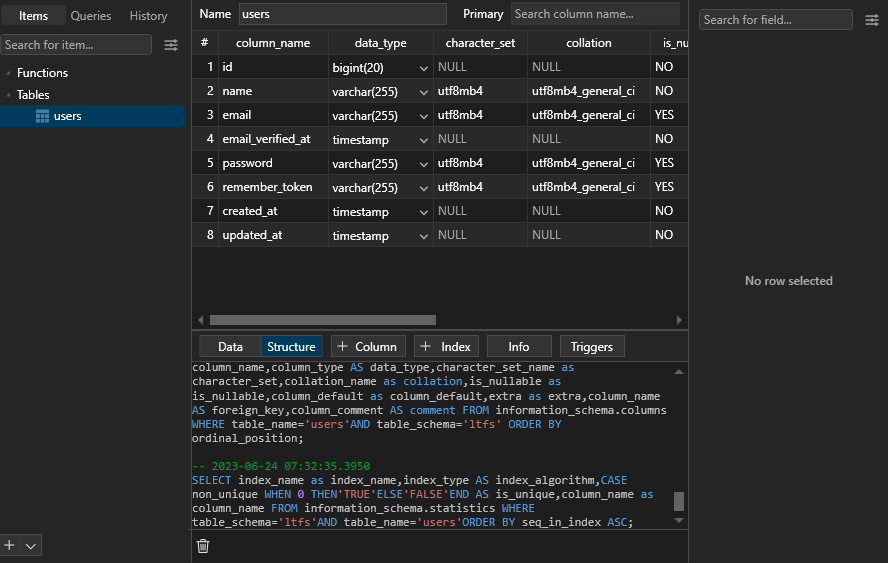 Items Queries History
Search for item...
Functions
Tables
users
Name users Primary Search column name...
# column_name data_type character_set collation is_nu
1 id bigint(20) NULL NULL NO
2 name varchar(255) utf8mb4 utf8mb4_general_ci NO
3 email varchar(255) utf8mb4 utf8mb4_general_ci YES
4 email_verified_at timestamp NULL NULL NO
5 password varchar(255) utf8mb4 utf8mb4_general_ci YES
6 remember_token varchar(255) utf8mb4 utf8mb4_general_ci YES
7 created_at timestamp NULL NULL NO
8 updated_at timestamp NULL NULL NO
Data Structure + Column + Index Info Triggers
column_name,column_type AS data_type,character_set_name as
character_set,collation_name as collation,is_nullable as
is_nullable,column_default as column_default,extra as extra,column_name
AS foreign_key,column_comment AS comment FROM information_schema.columns
WHERE table_name='users'AND table_schema='ltfs' ORDER BY
ordinal_position;
-- 2023-06-24 07:32:35.3950
SELECT index_name as index_name,index_type AS index_algorithm,CASE
non_unique WHEN 0 THEN'TRUE'ELSE'FALSE'END AS is_unique,column_name as
column_name FROM information_schema.statistics WHERE
table_schema='ltfs'AND table_name='users'ORDER BY seq_in_index ASC;
Search for field...
No row selected